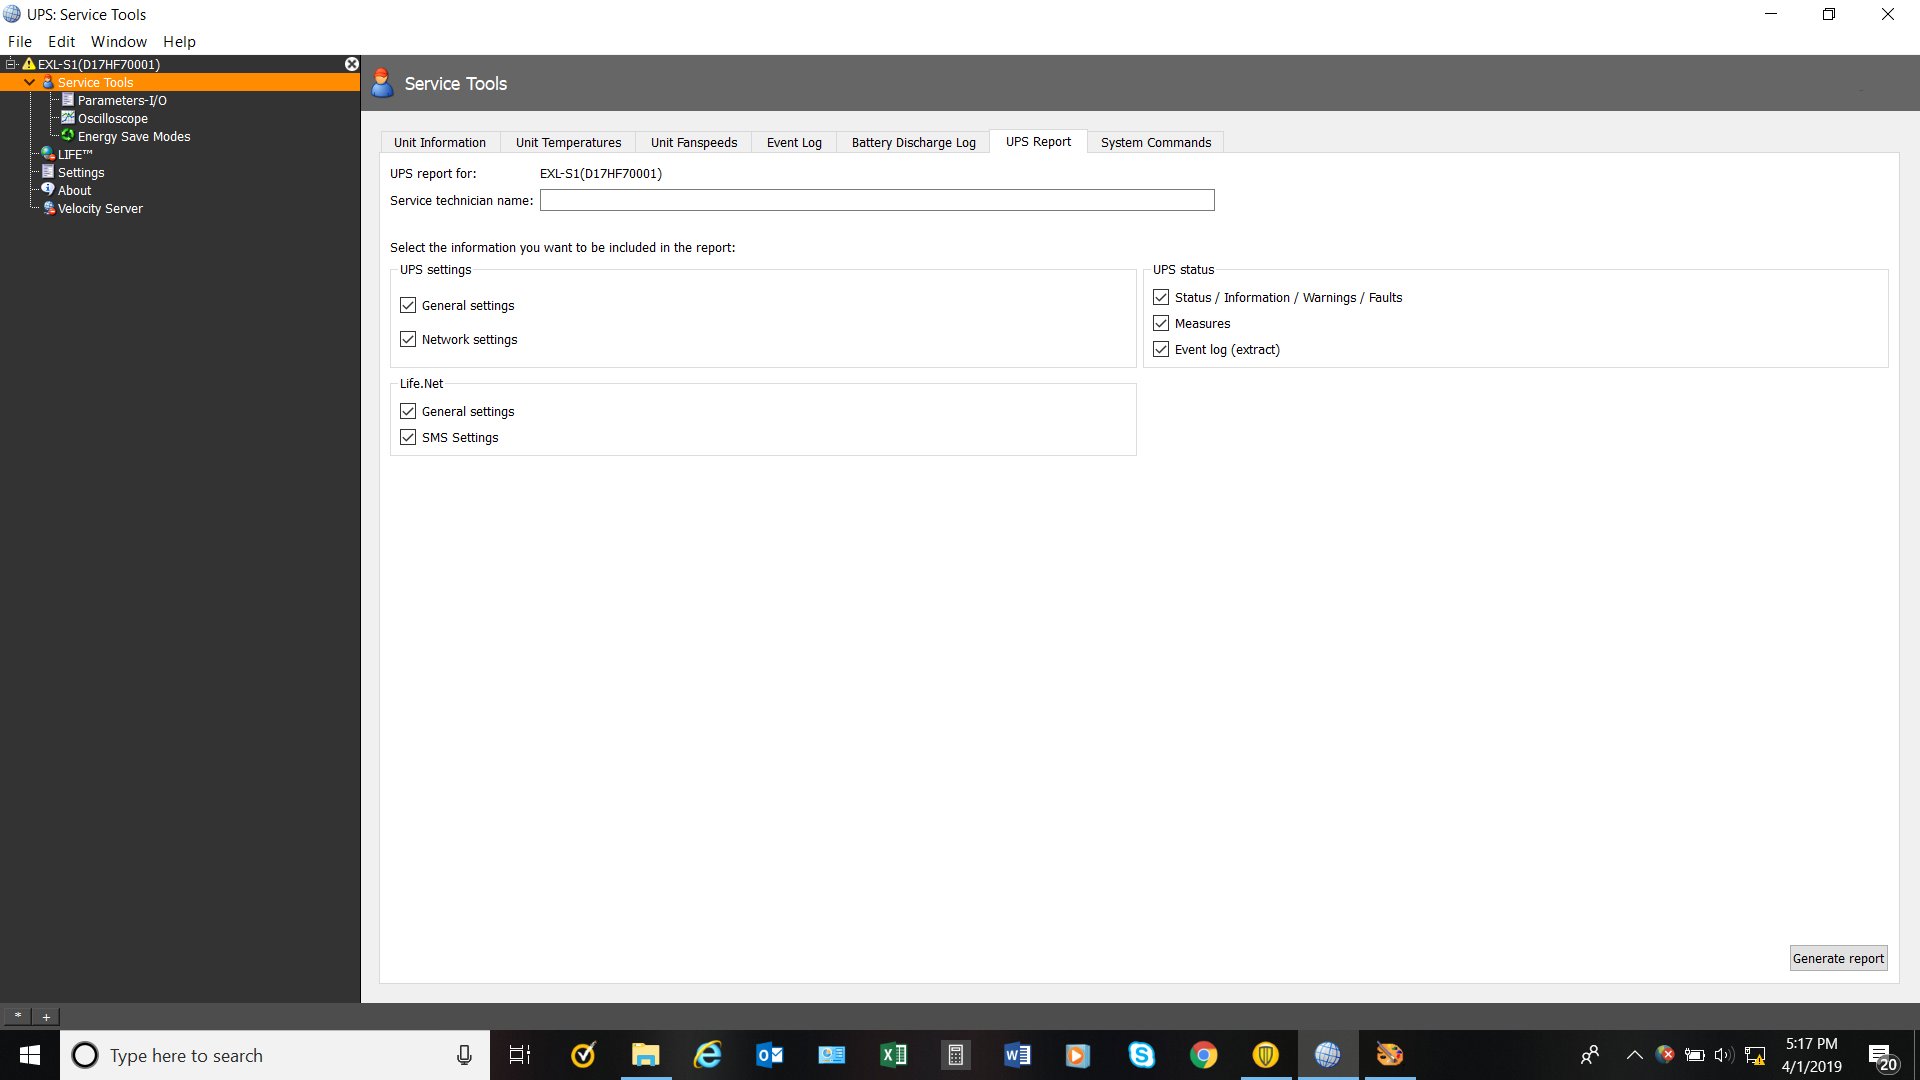 UPS: Service Tools
File Edit Window Help
EXL-S1(D17HF70001)
Service Tools
Parameters-I/O
Oscilloscope
Energy Save Modes
LIFE™
Settings
About
Velocity Server
Service Tools
Unit Information Unit Temperatures Unit Fanspeeds Event Log Battery Discharge Log UPS Report System Commands
UPS report for: EXL-S1(D17HF70001)
Service technician name:
Select the information you want to be included in the report:
UPS settings
General settings
Network settings
UPS status
Status / Information / Warnings / Faults
Measures
Event log (extract)
Life.Net
General settings
SMS Settings
Generate report
* +
Type here to search
5:17 PM
4/1/2019
20